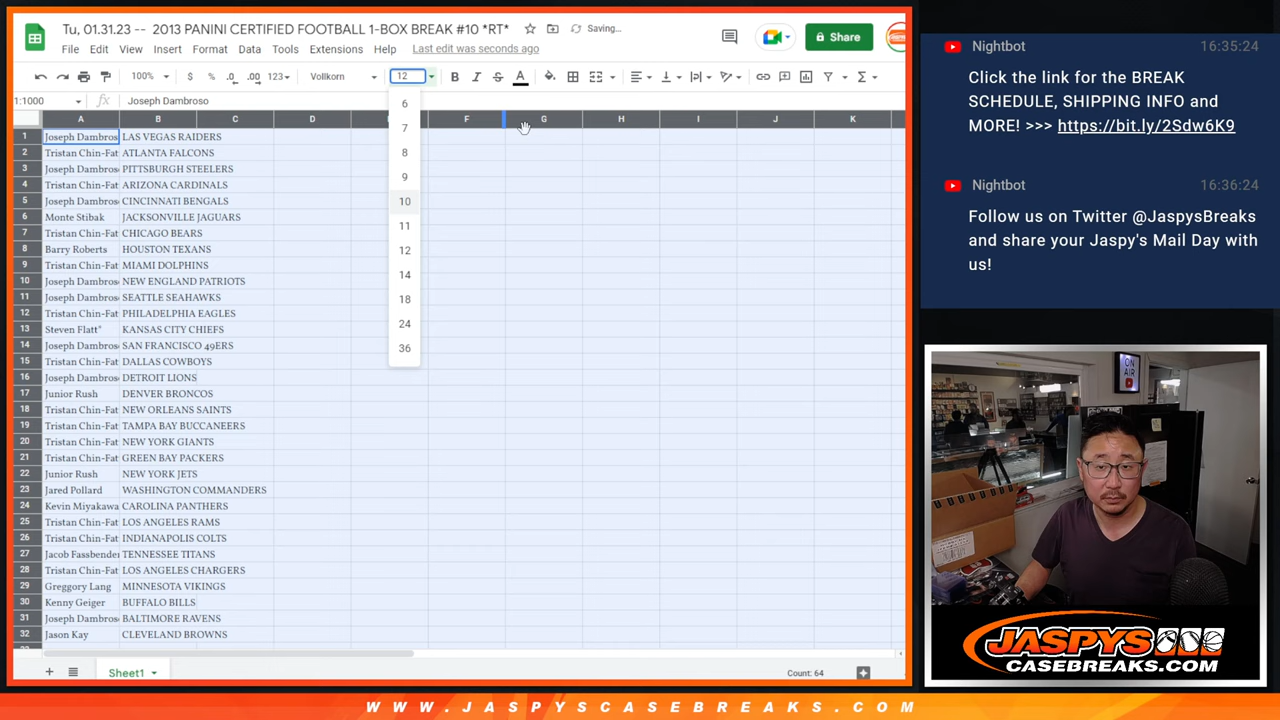 Tu, 01.31.23 -- 2013 PANINI CERTIFIED FOOTBALL 1-BOX BREAK #10 *RT*
Saving...
Share
File Edit View Insert Format Data Tools Extensions Help Last edit was seconds ago
100% $ % .0 .00 123 Vollkorn 12 B I S A
1:1000 fx Joseph Dambroso
A B C D F G H I J K
1 Joseph Dambros LAS VEGAS RAIDERS
2 Tristan Chin-Fat ATLANTA FALCONS
3 Joseph Dambros PITTSBURGH STEELERS
4 Tristan Chin-Fat ARIZONA CARDINALS
5 Joseph Dambros CINCINNATI BENGALS
6 Monte Stibak JACKSONVILLE JAGUARS
7 Tristan Chin-Fat CHICAGO BEARS
8 Barry Roberts HOUSTON TEXANS
9 Tristan Chin-Fat MIAMI DOLPHINS
10 Joseph Dambros NEW ENGLAND PATRIOTS
11 Joseph Dambros SEATTLE SEAHAWKS
12 Tristan Chin-Fat PHILADELPHIA EAGLES
13 Steven Flatt* KANSAS CITY CHIEFS
14 Joseph Dambros SAN FRANCISCO 49ERS
15 Tristan Chin-Fat DALLAS COWBOYS
16 Joseph Dambros DETROIT LIONS
17 Junior Rush DENVER BRONCOS
18 Tristan Chin-Fat NEW ORLEANS SAINTS
19 Tristan Chin-Fat TAMPA BAY BUCCANEERS
20 Tristan Chin-Fat NEW YORK GIANTS
21 Tristan Chin-Fat GREEN BAY PACKERS
22 Junior Rush NEW YORK JETS
23 Jared Pollard WASHINGTON COMMANDERS
24 Kevin Miyakawa CAROLINA PANTHERS
25 Tristan Chin-Fat LOS ANGELES RAMS
26 Tristan Chin-Fat INDIANAPOLIS COLTS
27 Jacob Fassbende TENNESSEE TITANS
28 Tristan Chin-Fat LOS ANGELES CHARGERS
29 Greggory Lang MINNESOTA VIKINGS
30 Kenny Geiger BUFFALO BILLS
31 Joseph Dambros BALTIMORE RAVENS
32 Jason Kay CLEVELAND BROWNS
6
7
8
9
10
11
12
14
18
24
36
Sheet1
Count: 64
Nightbot 16:35:24
Click the link for the BREAK
SCHEDULE, SHIPPING INFO and
MORE! >>> https://bit.ly/2Sdw6K9
Nightbot 16:36:24
Follow us on Twitter @JaspysBreaks
and share your Jaspy's Mail Day with
us!
ON
AIR
JASPYS
CASEBREAKS.COM
WWW.JASPYSCASEBREAKS.COM